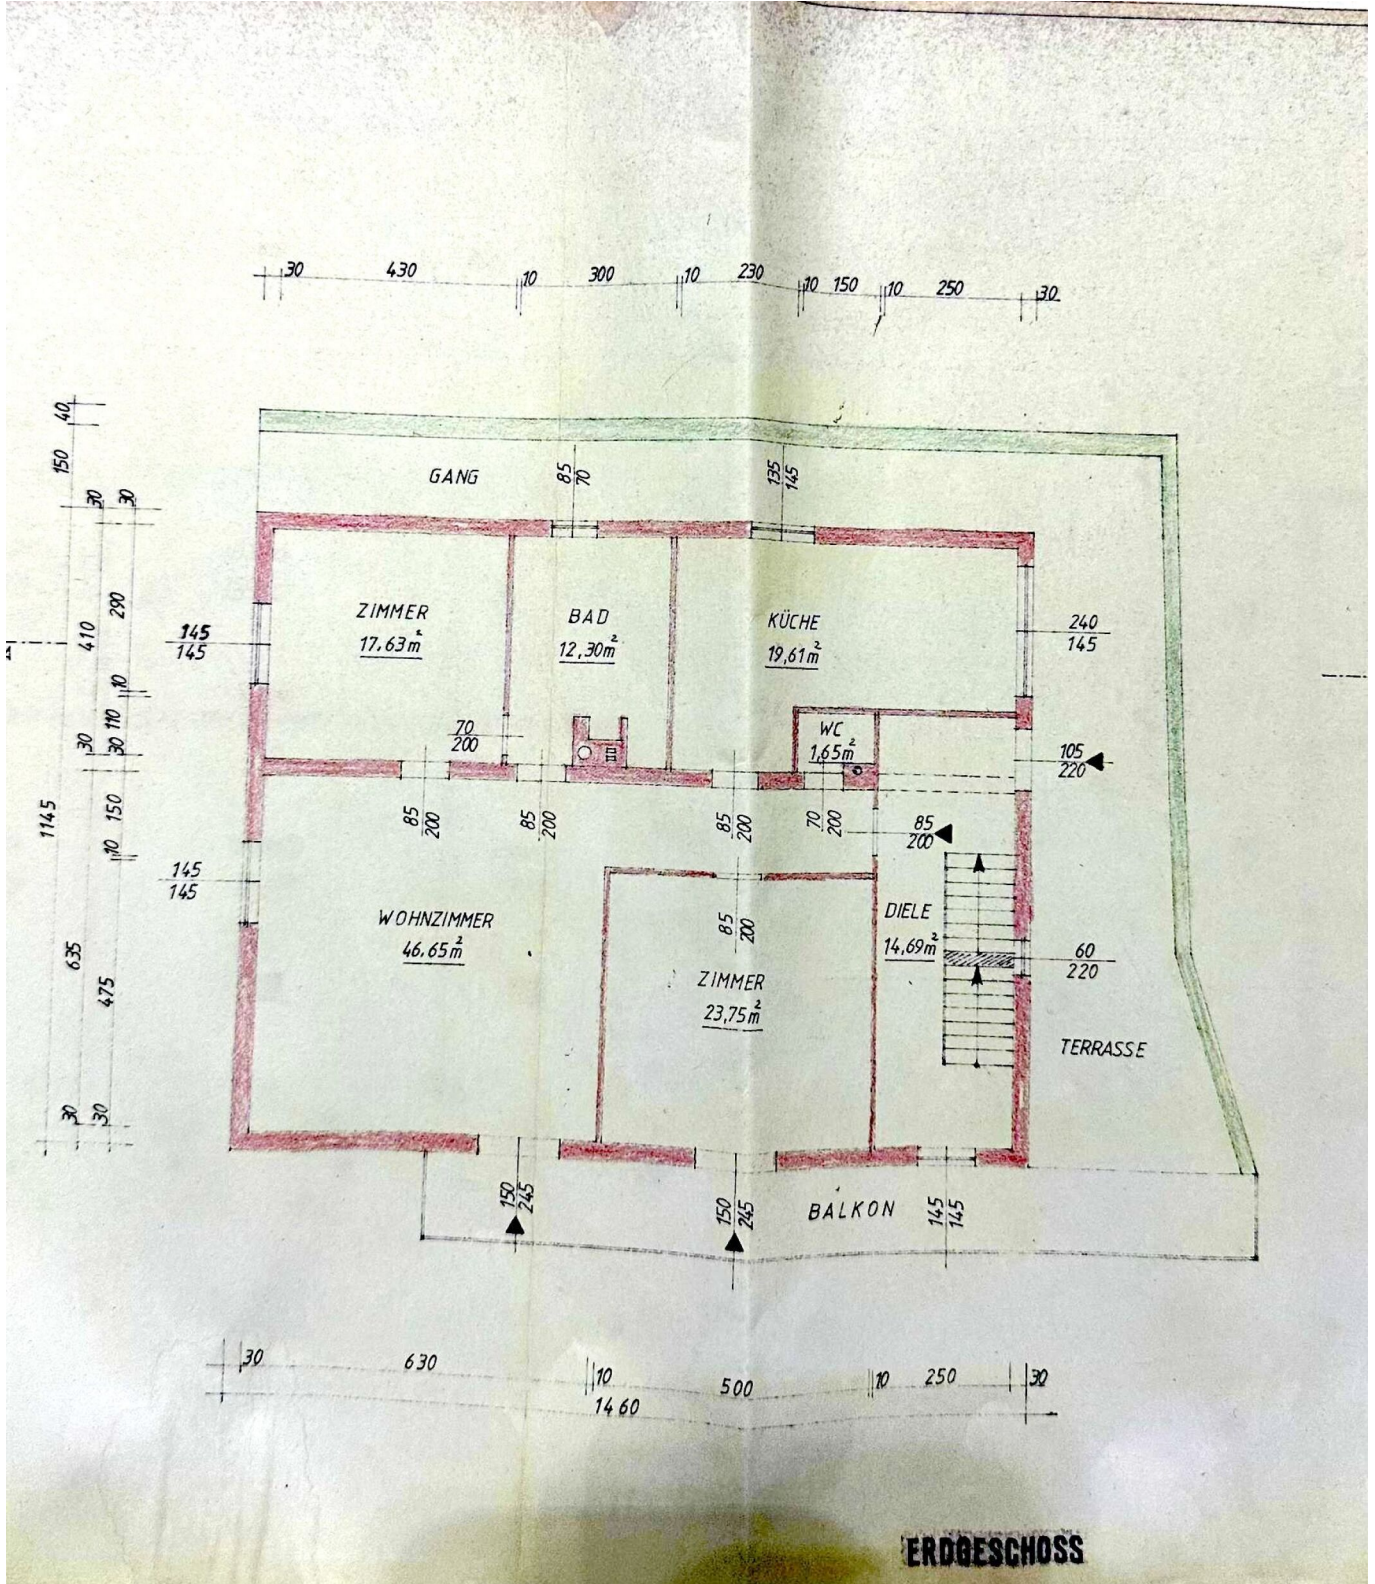 30 430 10 300 10 230 10 150 10 250 30
40
150
30 30
290
410
10
110
30 30
150
10
1145
635
475
30 30
GANG
85
70
135
145
ZIMMER
17,63 m²
BAD
12,30 m²
KÜCHE
19,61 m²
145
145
240
145
70
200
WC
1,65 m²
105
220
85
200
85
200
85
200
70
200
85
200
145
145
WOHNZIMMER
46,65 m²
85
200
DIELE
14,69 m²
60
220
ZIMMER
23,75 m²
TERRASSE
150
245
150
245
BALKON
145
145
30 630 10 500 10 250 30
1460
ERDGESCHOSS